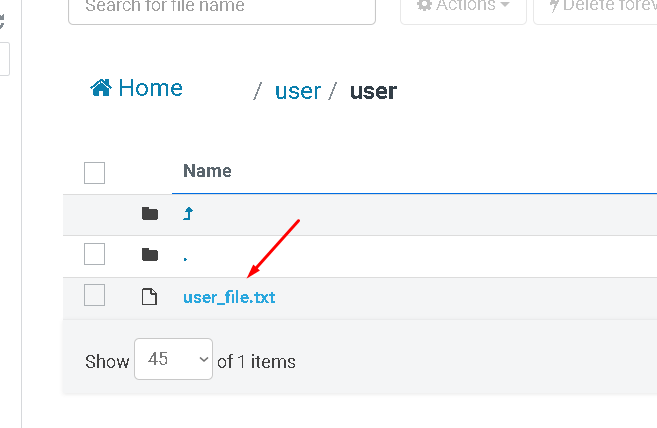 Search for file name
Actions
Delete forev
Home / user / user
Name
.
user_file.txt
Show 45 of 1 items